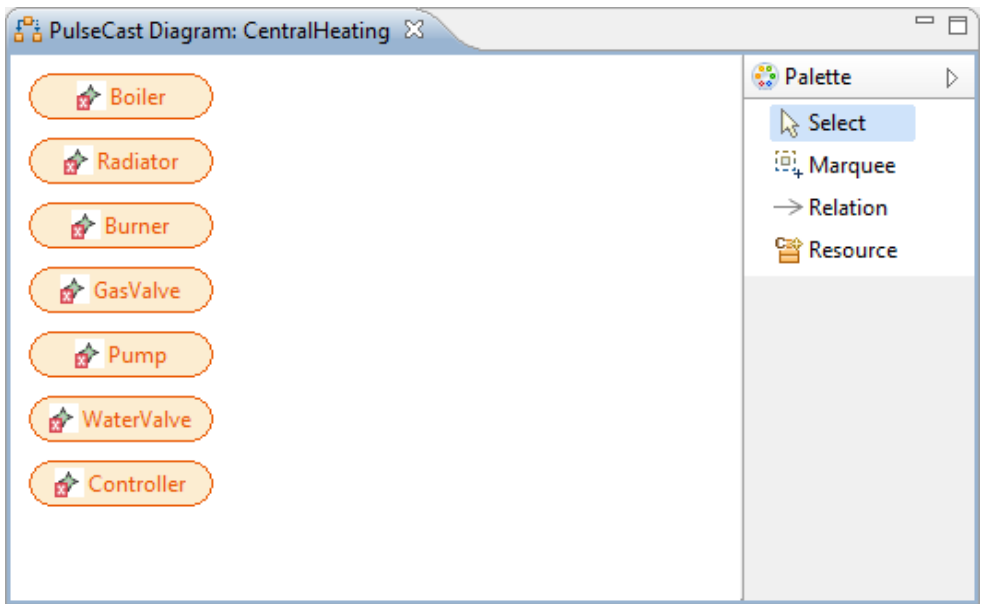 PulseCast Diagram: CentralHeating
Boiler
Radiator
Burner
GasValve
Pump
WaterValve
Controller
Palette
Select
Marquee
Relation
Resource